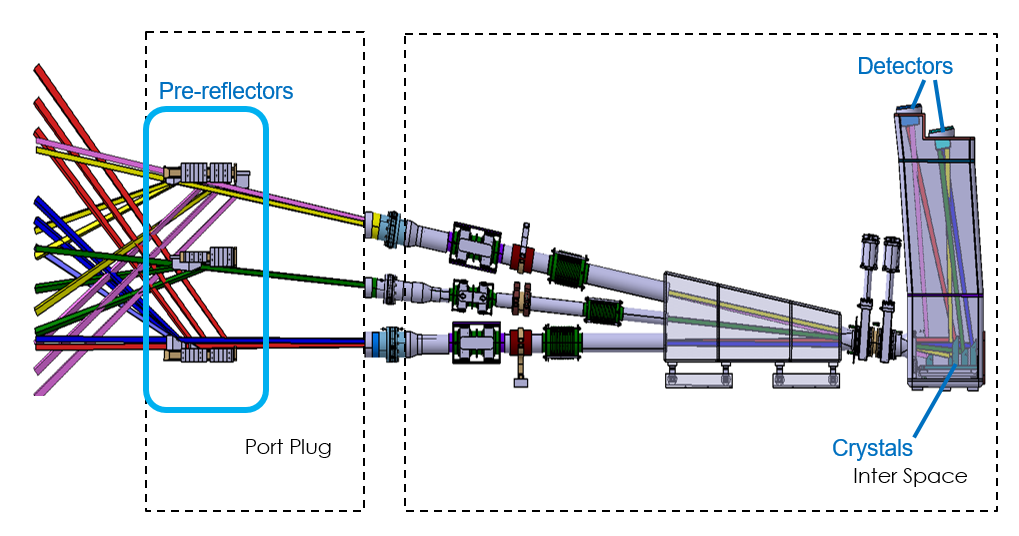 Detectors
Pre-reflectors
Port Plug
Crystals
Inter Space